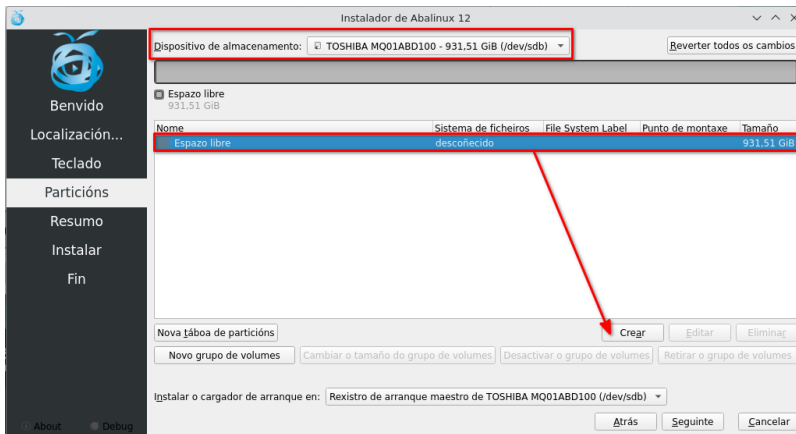 Instalador de Abalinux 12
Dispositivo de almacenamento: TOSHIBA MQ01ABD100 - 931,51 GiB (/dev/sdb)
Reverter todos os cambios
Espazo libre
931.51 GiB
Benvido
Localización...
Teclado
Particións
Resumo
Instalar
Fin
Nome Sistema de ficheiros File System Label Punto de montaxe Tamaño
Espazo libre descoñecido 931,51 GiB
Nova táboa de particións Crear Editar Eliminar
Novo grupo de volumes Cambiar o tamaño do grupo de volumes Desactivar o grupo de volumes Retirar o grupo de volumes
Instalar o cargador de arranque en: Rexistro de arranque maestro de TOSHIBA MQ01ABD100 (/dev/sdb)
About Debug
Atrás Seguinte Cancelar